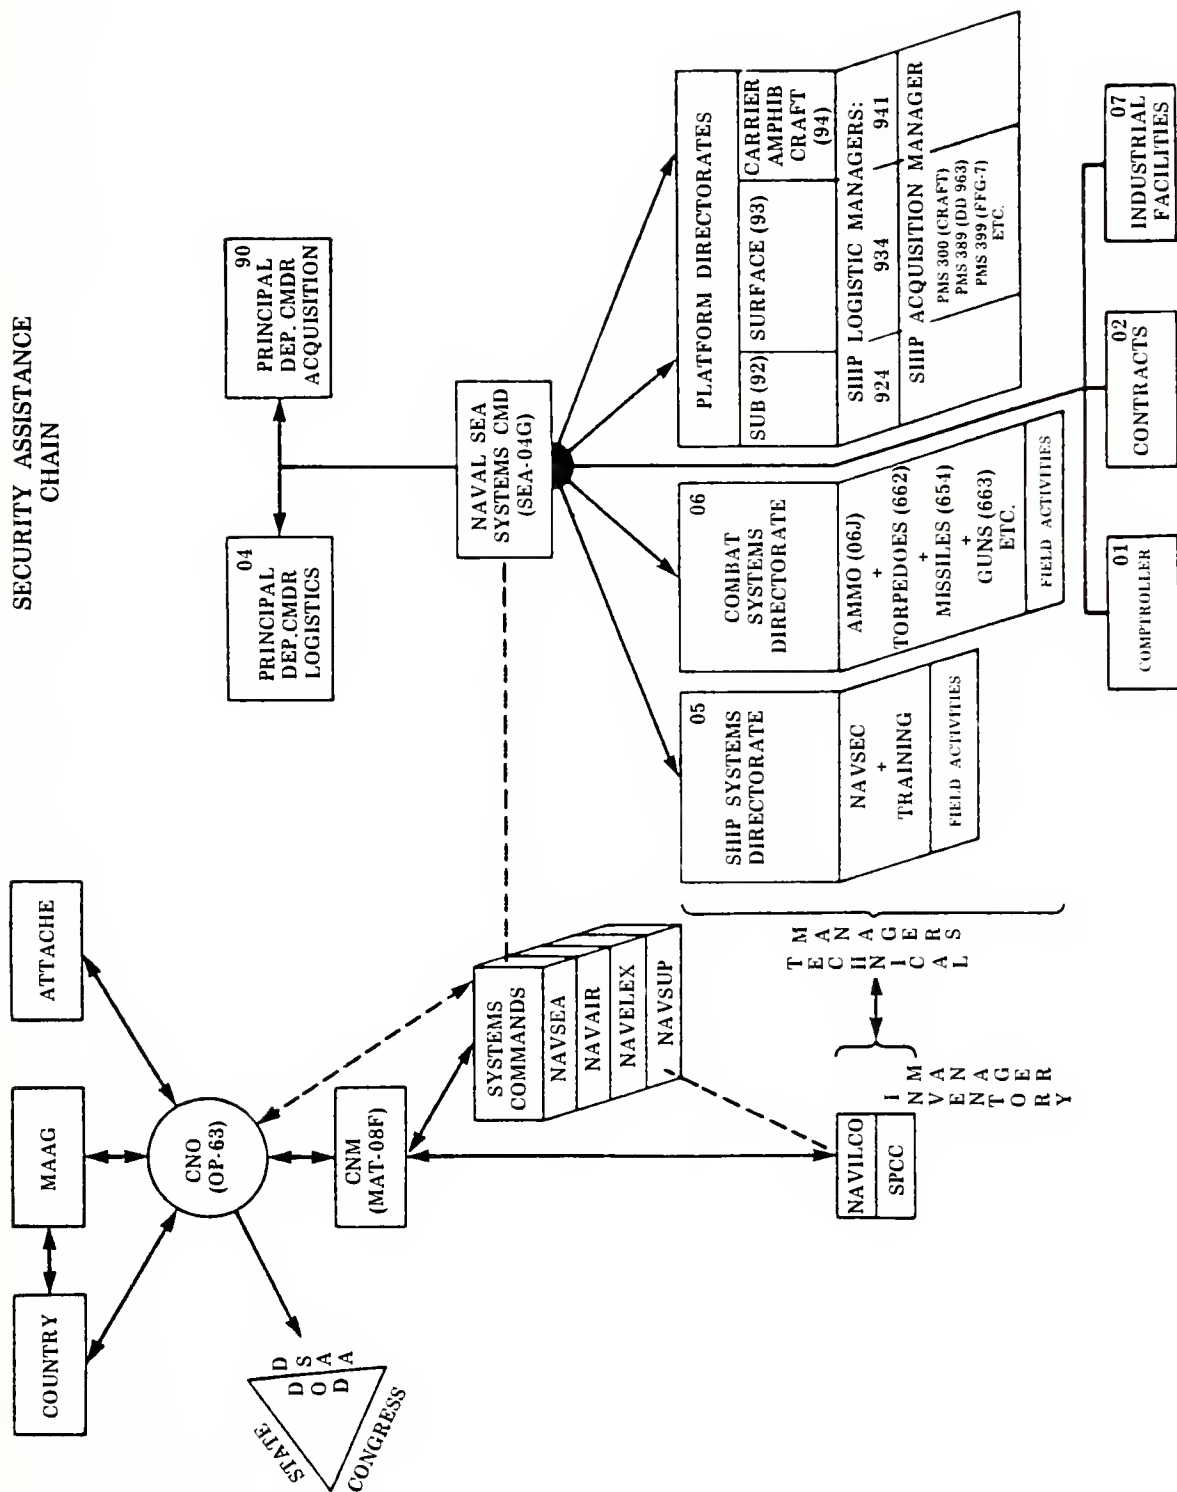 SECURITY ASSISTANCE
CHAIN
COUNTRY
MAAG
ATTACHE
CNO
(OP-63)
STATE
DOD
DSAA
CONGRESS
CNM
(MAT-08F)
SYSTEMS
COMMANDS
NAVSEA
NAVAIR
NAVELEX
NAVSUP
NAVILCO
SPCC
INVENTORY
MANAGER
TECHNICAL
MANAGERS
04
PRINCIPAL
DEP.CMDR
LOGISTICS
90
PRINCIPAL
DEP. CMDR
ACQUISITION
NAVAL SEA
SYSTEMS CMD
(SEA-04G)
05
SHIP SYSTEMS
DIRECTORATE
NAVSEC
+
TRAINING
FIELD ACTIVITIES
06
COMBAT
SYSTEMS
DIRECTORATE
AMMO (06J)
+
TORPEDOES (662)
+
MISSILES (654)
+
GUNS (663)
ETC.
FIELD ACTIVITIES
PLATFORM DIRECTORATES
SUB (92)
SURFACE (93)
CARRIER
AMPHIB
CRAFT
(94)
SHIP LOGISTIC MANAGERS:
924
934
941
SHIP ACQUISITION MANAGER
PMS 300 (CRAFT)
PMS 389 (DD 963)
PMS 399 (FFG-7)
ETC.
01
COMPTROLLER
02
CONTRACTS
07
INDUSTRIAL
FACILITIES